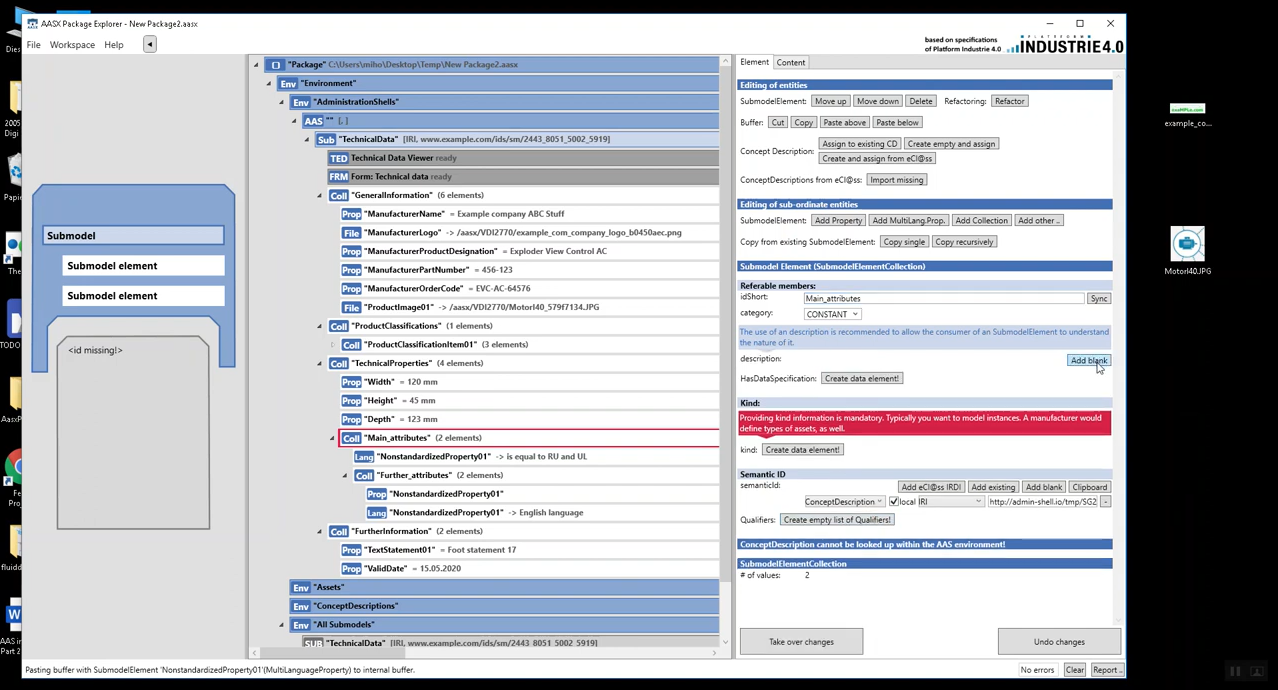 AASX Package Explorer - New Package2.aasx
File Workspace Help
based on specifications
of Platform Industrie 4.0
PLATFORM
INDUSTRIE4.0
Submodel
Submodel element
Submodel element
<id missing!>
"Package" C:\Users\miho\Desktop\Temp\New Package2.aasx
Env "Environment"
Env "AdministrationShells"
AAS "" [, ]
Sub "TechnicalData" [IRI, www.example.com/ids/sm/2443_8051_5002_5919]
TED Technical Data Viewer ready
FRM Form: Technical data ready
Coll "GeneralInformation" (6 elements)
Prop "ManufacturerName" = Example company ABC Stuff
File "ManufacturerLogo" -> /aasx/VDI2770/example_com_company_logo_b0450aec.png
Prop "ManufacturerProductDesignation" = Exploder View Control AC
Prop "ManufacturerPartNumber" = 456-123
Prop "ManufacturerOrderCode" = EVC-AC-64576
File "ProductImage01" -> /aasx/VDI2770/MotorI40_579f7134.JPG
Coll "ProductClassifications" (1 elements)
Coll "ProductClassificationItem01" (3 elements)
Coll "TechnicalProperties" (4 elements)
Prop "Width" = 120 mm
Prop "Height" = 45 mm
Prop "Depth" = 123 mm
Coll "Main_attributes" (2 elements)
Lang "NonstandardizedProperty01" -> is equal to RU and UL
Coll "Further_attributes" (2 elements)
Prop "NonstandardizedProperty01"
Lang "NonstandardizedProperty01" -> English language
Coll "FurtherInformation" (2 elements)
Prop "TextStatement01" = Foot statement 17
Prop "ValidDate" = 15.05.2020
Env "Assets"
Env "ConceptDescriptions"
Env "All Submodels"
SUB "TechnicalData" [IRI, www.example.com/ids/sm/2443_8051_5002_5919]
Element Content
Editing of entities
SubmodelElement: Move up Move down Delete Refactoring: Refactor
Buffer: Cut Copy Paste above Paste below
Concept Description: Assign to existing CD Create empty and assign
Create and assign from eCl@ss
ConceptDescriptions from eCl@ss: Import missing
Editing of sub-ordinate entities
SubmodelElement: Add Property Add MultiLang.Prop. Add Collection Add other ..
Copy from existing SubmodelElement: Copy single Copy recursively
Submodel Element (SubmodelElementCollection)
Referable members:
idShort: Main_attributes Sync
category: CONSTANT
The use of an description is recommended to allow the consumer of an SubmodelElement to understand
the nature of it.
description: Add blank
HasDataSpecification: Create data element!
Kind:
Providing kind information is mandatory. Typically you want to model instances. A manufacturer would
define types of assets, as well.
kind: Create data element!
Semantic ID
semanticId: Add eCl@ss IRDI Add existing Add blank Clipboard
ConceptDescription local IRI http://admin-shell.io/tmp/SG2 -
Qualifiers: Create empty list of Qualifiers!
ConceptDescription cannot be looked up within the AAS environment!
SubmodelElementCollection
# of values: 2
Take over changes Undo changes
Pasting buffer with SubmodelElement 'NonstandardizedProperty01'(MultiLanguageProperty) to internal buffer.
No errors Clear Report..
example_co...
MotorI40.JPG